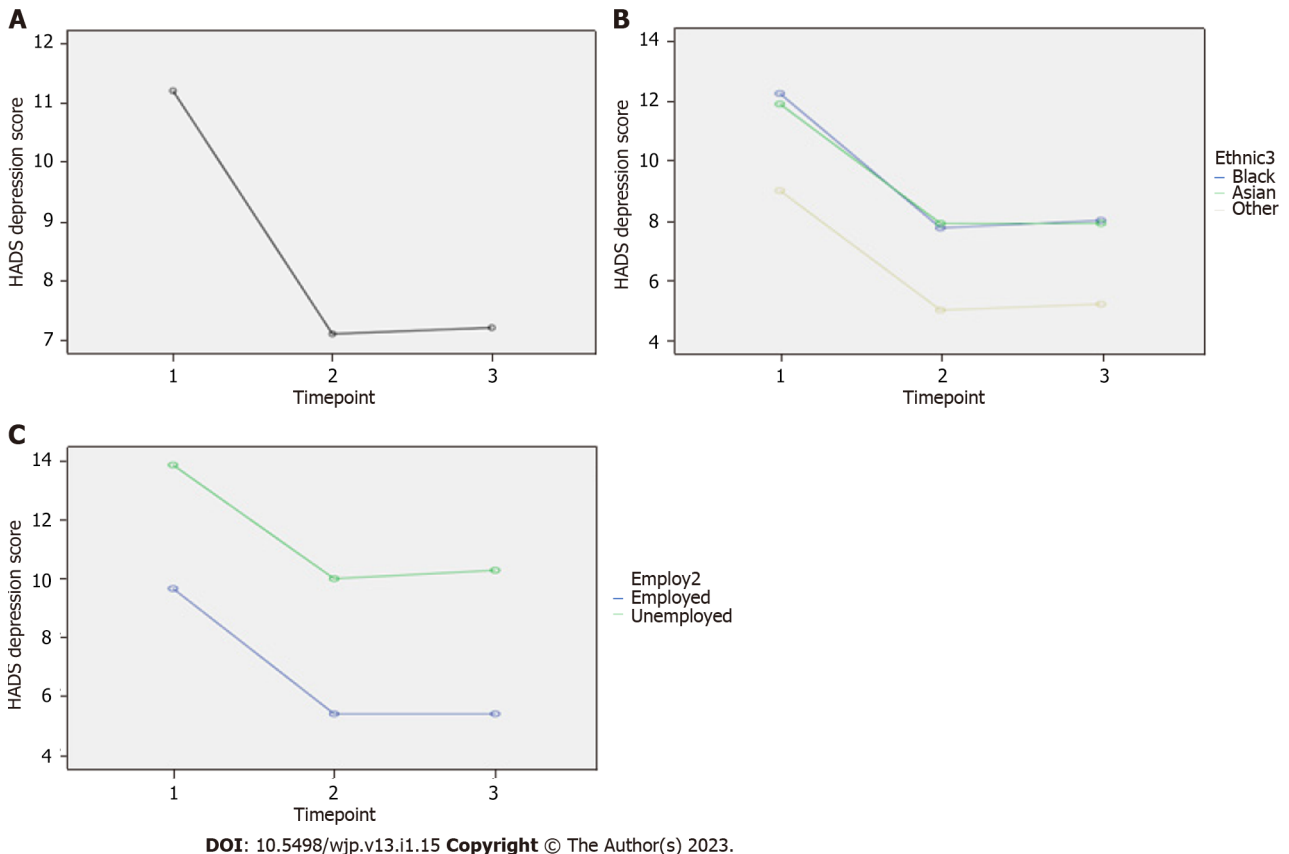 A
HADS depression score
12
11
10
9
8
7
1 2 3
Timepoint
B
HADS depression score
14
12
10
8
6
4
1 2 3
Timepoint
Ethnic3
Black
Asian
Other
C
HADS depression score
14
12
10
8
6
4
1 2 3
Timepoint
Employ2
Employed
Unemployed
DOI: 10.5498/wjp.v13.i1.15 Copyright © The Author(s) 2023.